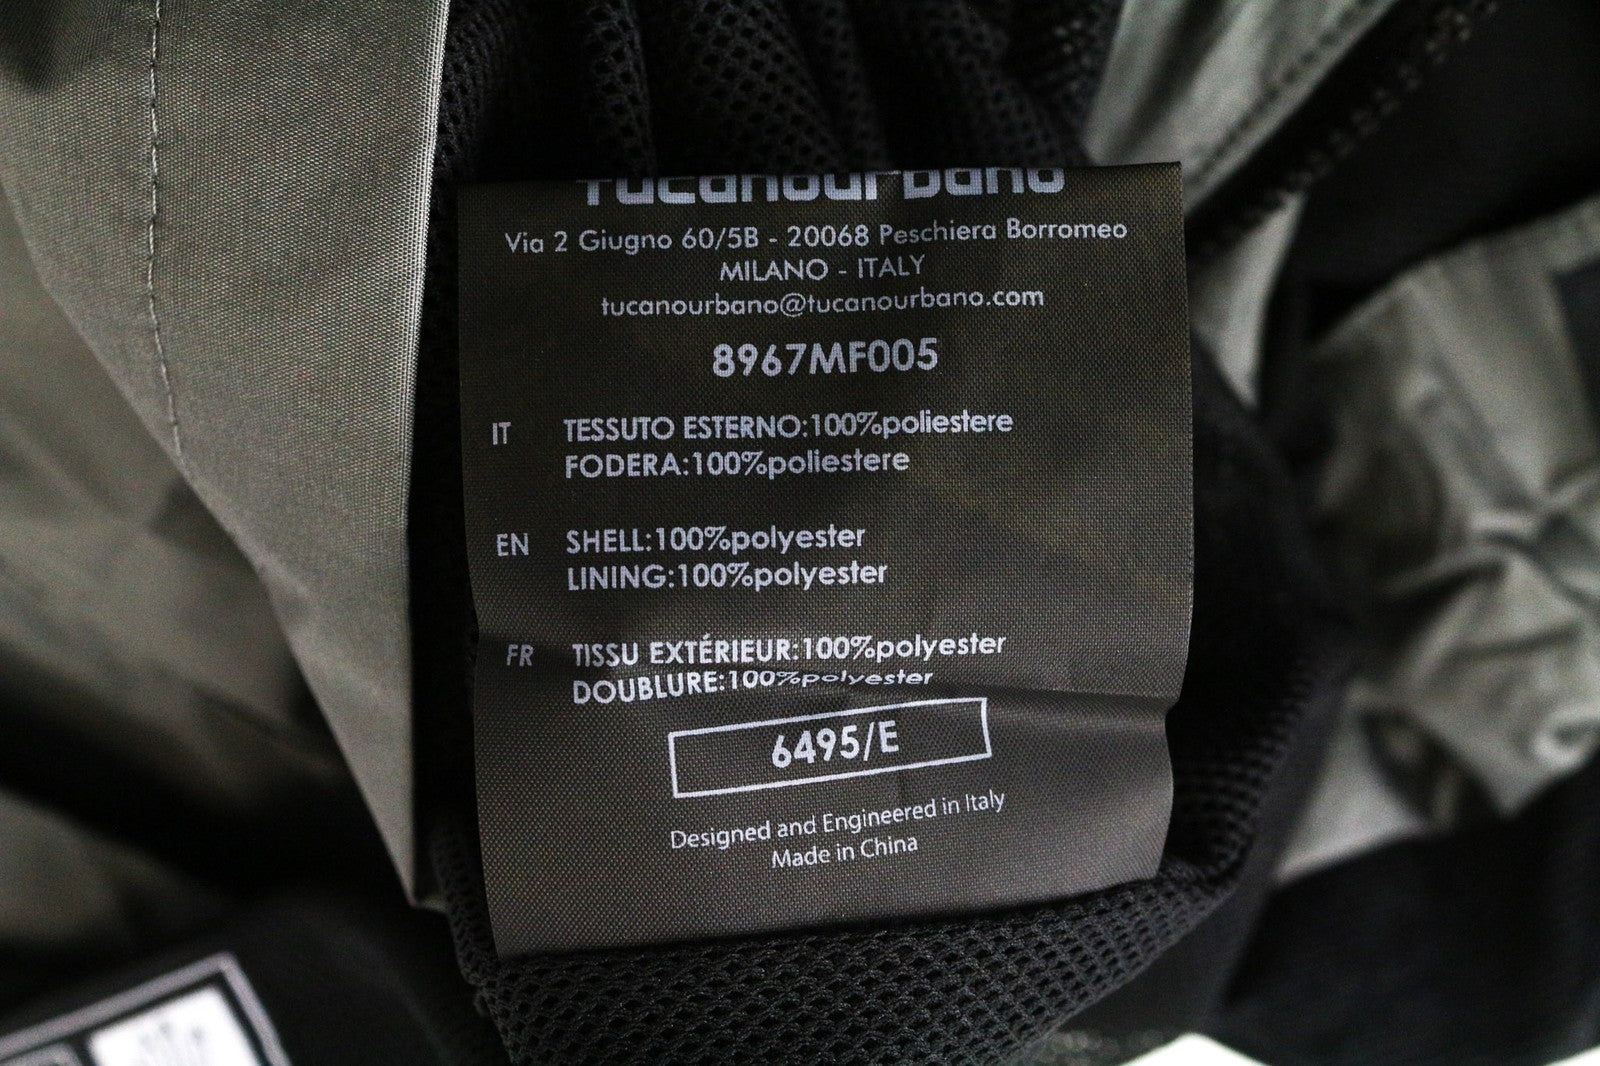 TUCANOURBANO
Via 2 Giugno 60/5B - 20068 Peschiera Borromeo
MILANO - ITALY
tucanourbano@tucanourbano.com
8967MF005
IT TESSUTO ESTERNO:100%poliestere
FODERA:100%poliestere
EN SHELL:100%polyester
LINING:100%polyester
FR TISSU EXTÉRIEUR:100%polyester
DOUBLURE:100%polyester
6495/E
Designed and Engineered in Italy
Made in China